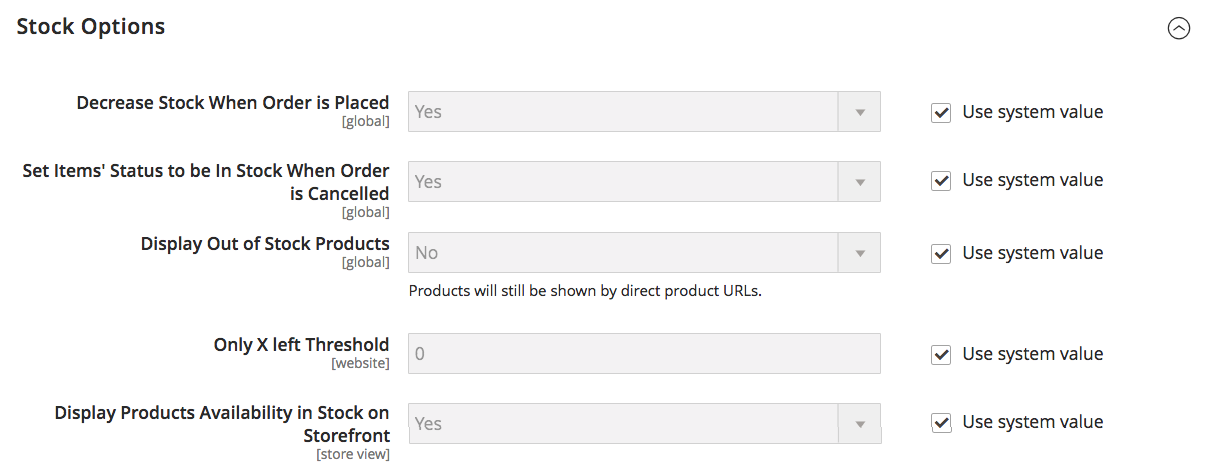 Stock Options
Decrease Stock When Order is Placed
[global]
Yes
Use system value
Set Items' Status to be In Stock When Order
is Cancelled
[global]
Yes
Use system value
Display Out of Stock Products
[global]
No
Use system value
Products will still be shown by direct product URLs.
Only X left Threshold
[website]
0
Use system value
Display Products Availability in Stock on
Storefront
[store view]
Yes
Use system value